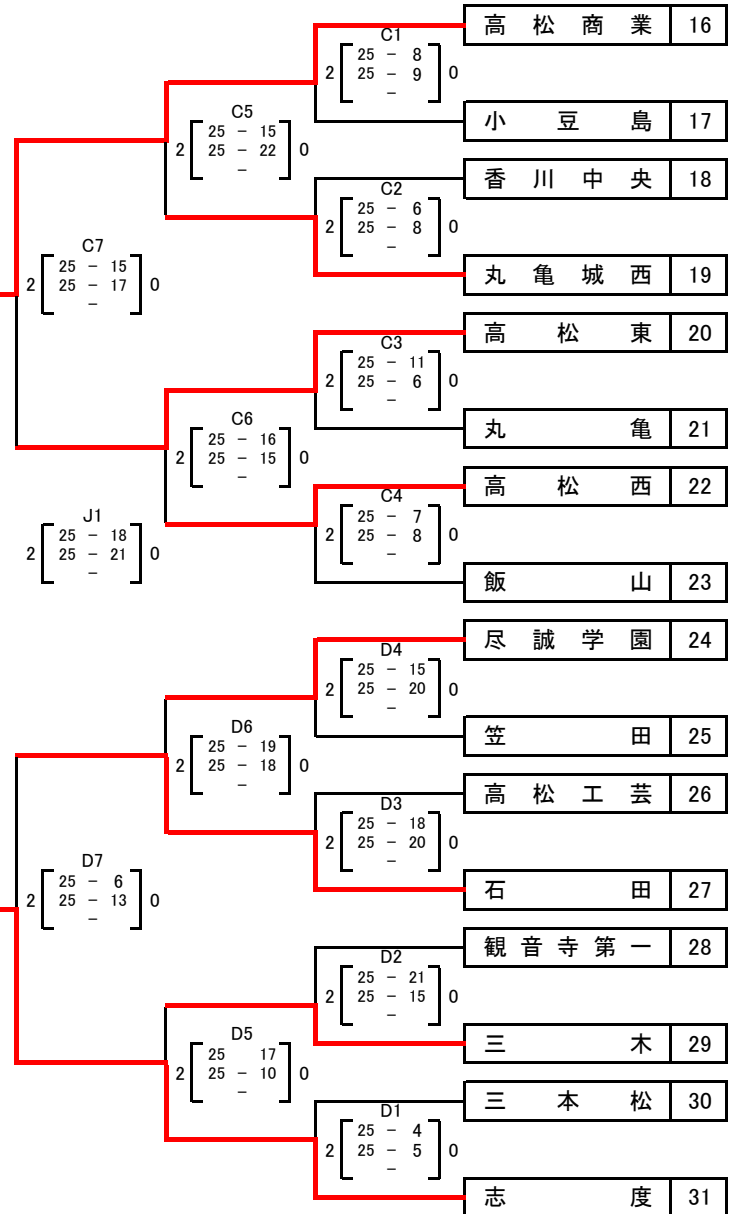 高松商業 16
C1
25 - 8
2 25 - 9 0
-
小豆島 17
C5
25 - 15
2 25 - 22 0
-
香川中央 18
C2
25 - 6
2 25 - 8 0
-
丸亀城西 19
C7
25 - 15
2 25 - 17 0
-
高松東 20
C3
25 - 11
2 25 - 6 0
-
丸亀 21
C6
25 - 16
2 25 - 15 0
-
高松西 22
C4
25 - 7
2 25 - 8 0
-
飯山 23
J1
25 - 18
2 25 - 21 0
-
尽誠学園 24
D4
25 - 15
2 25 - 20 0
-
笠田 25
D6
25 - 19
2 25 - 18 0
-
高松工芸 26
D3
25 - 18
2 25 - 20 0
-
石田 27
D7
25 - 6
2 25 - 13 0
-
観音寺第一 28
D2
25 - 21
2 25 - 15 0
-
三木 29
D5
25 17
2 25 - 10 0
-
三本松 30
D1
25 - 4
2 25 - 5 0
-
志度 31